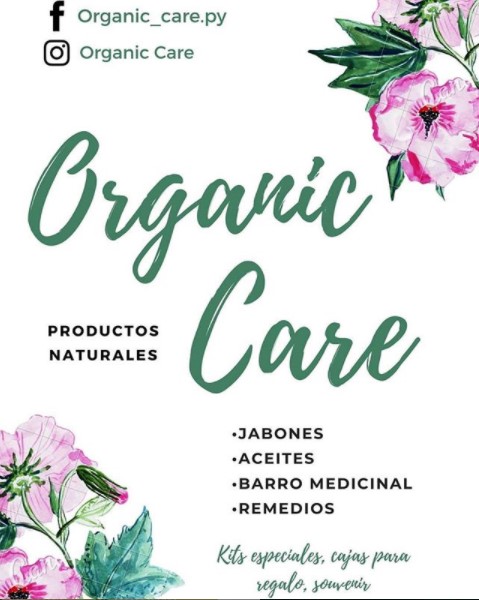 Organic_care.py
Organic Care
Organic
Care
PRODUCTOS
NATURALES
•JABONES
•ACEITES
•BARRO MEDICINAL
•REMEDIOS
Kits especiales, cajas para
regalo, souvenir